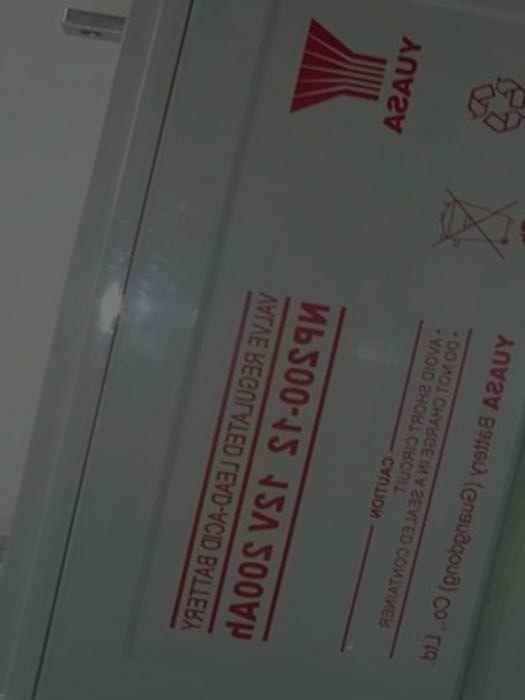 YUASA
NP200-12 12V 200Ah
VALVE REGULATED LEAD-ACID BATTERY
CAUTION
• AVOID SHORT CIRCUIT
• DO NOT CHARGE IN A SEALED CONTAINER
YUASA Battery (Guangdong) Co., Ltd.
Pb